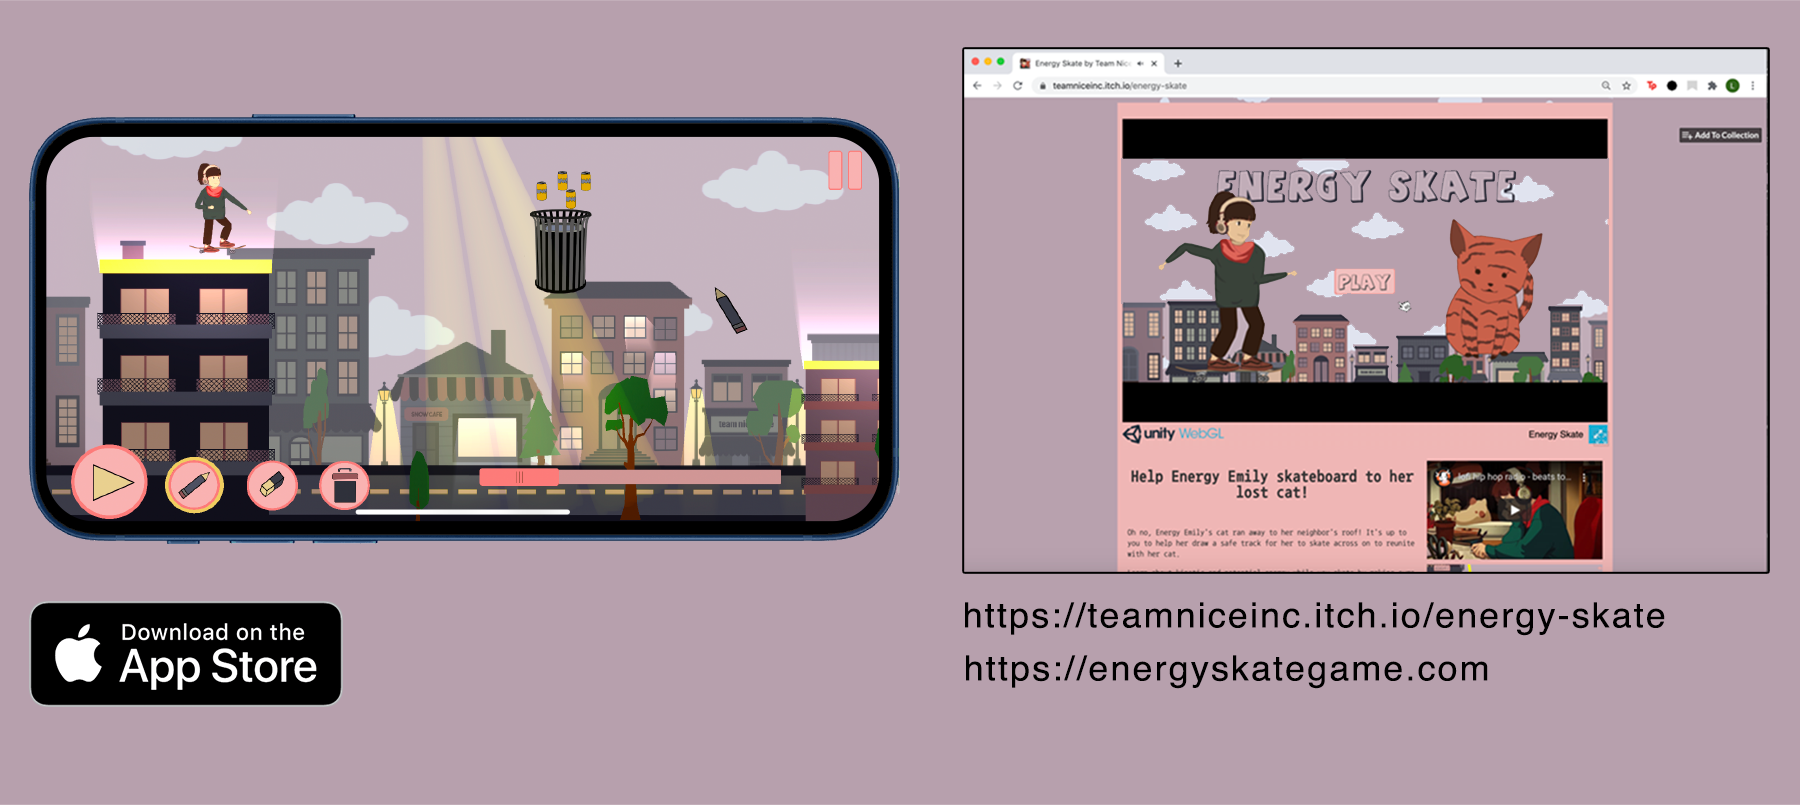 SNOW CAFE
team nice
Download on the
App Store
Energy Skate by Team Nice
teamniceinc.itch.io/energy-skate
Add To Collection
ENERGY SKATE
PLAY
unity WebGL
Energy Skate
Help Energy Emily skateboard to her
lost cat!
lofi hip hop radio - beats to...
Oh no, Energy Emily's cat ran away to her neighbor's roof! It's up to
you to help her draw a safe track for her to skate across on to reunite
with her cat.
https://teamniceinc.itch.io/energy-skate
https://energyskategame.com